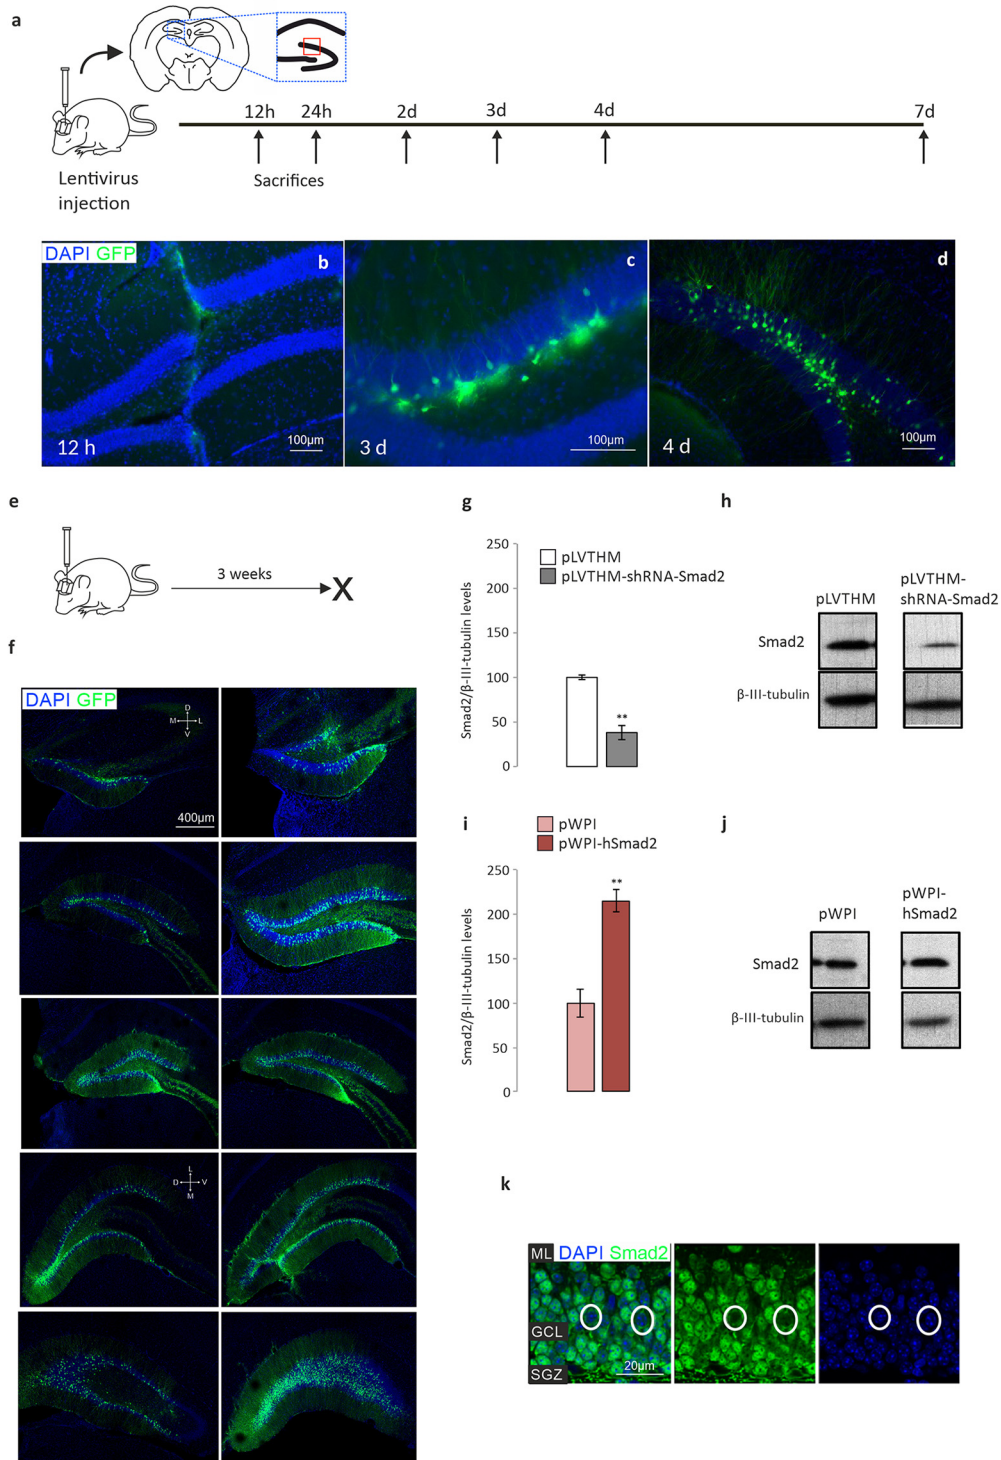 a
12h 24h 2d 3d 4d 7d
Lentivirus
injection
Sacrifices
DAPI GFP
b
12 h
100μm
c
3 d
100μm
d
4 d
100μm
e
3 weeks
X
f
DAPI GFP
D
M L
V
400μm
L
D V
M
g
pLVTHM
pLVTHM-shRNA-Smad2
Smad2/β-III-tubulin levels
250
200
150
100
50
0
**
h
pLVTHM
pLVTHM-
shRNA-Smad2
Smad2
β-III-tubulin
i
pWPI
pWPI-hSmad2
Smad2/β-III-tubulin levels
250
200
150
100
50
0
**
j
pWPI
pWPI-
hSmad2
Smad2
β-III-tubulin
k
ML DAPI Smad2
GCL
SGZ
20μm